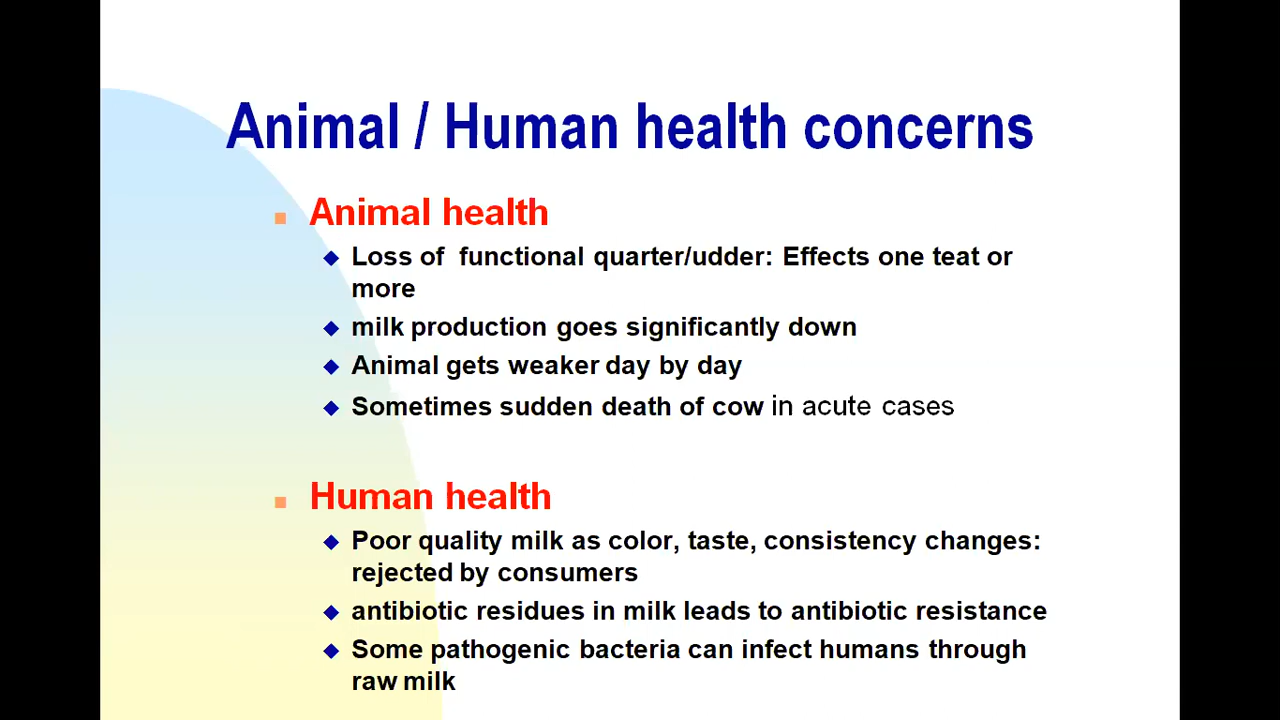 Animal / Human health concerns
Animal health
Loss of functional quarter/udder: Effects one teat or
more
milk production goes significantly down
Animal gets weaker day by day
Sometimes sudden death of cow in acute cases
Human health
Poor quality milk as color, taste, consistency changes:
rejected by consumers
antibiotic residues in milk leads to antibiotic resistance
Some pathogenic bacteria can infect humans through
raw milk